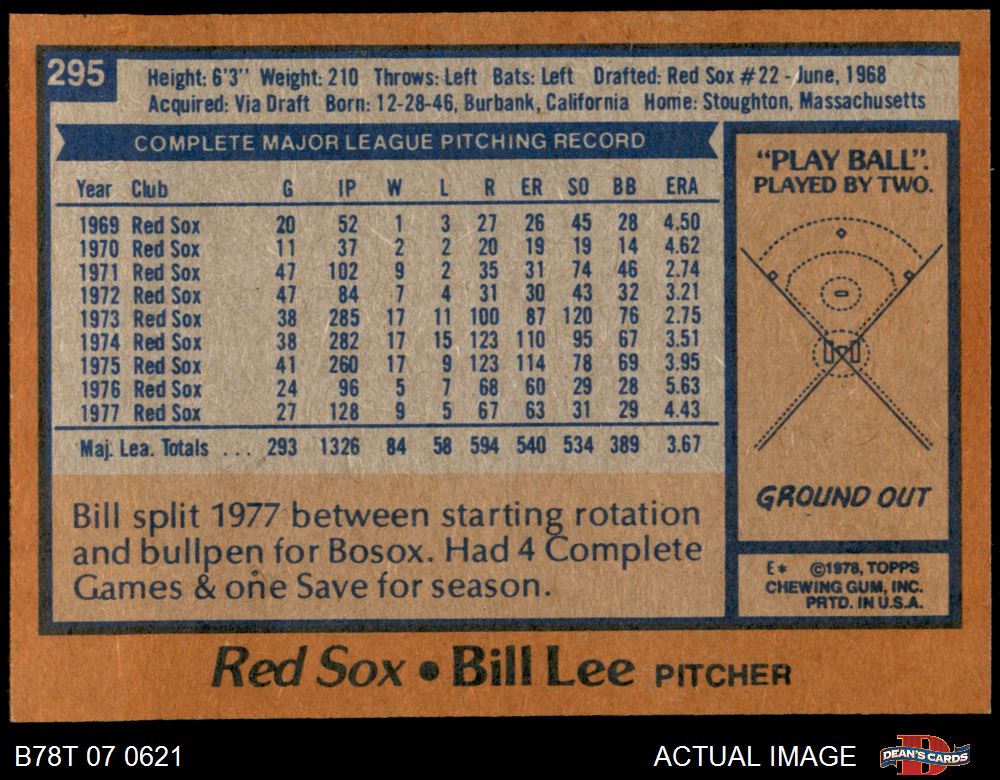 295
Height: 6'3" Weight: 210 Throws: Left Bats: Left Drafted: Red Sox #22 - June, 1968
Acquired: Via Draft Born: 12-28-46, Burbank, California Home: Stoughton, Massachusetts
COMPLETE MAJOR LEAGUE PITCHING RECORD
Year Club G IP W L R ER SO BB ERA
1969 Red Sox 20 52 1 3 27 26 45 28 4.50
1970 Red Sox 11 37 2 2 20 19 19 14 4.62
1971 Red Sox 47 102 9 2 35 31 74 46 2.74
1972 Red Sox 47 84 7 4 31 30 43 32 3.21
1973 Red Sox 38 285 17 11 100 87 120 76 2.75
1974 Red Sox 38 282 17 15 123 110 95 67 3.51
1975 Red Sox 41 260 17 9 123 114 78 69 3.95
1976 Red Sox 24 96 5 7 68 60 29 28 5.63
1977 Red Sox 27 128 9 5 67 63 31 29 4.43
Maj. Lea. Totals ... 293 1326 84 58 594 540 534 389 3.67
Bill split 1977 between starting rotation
and bullpen for Bosox. Had 4 Complete
Games & one Save for season.
"PLAY BALL".
PLAYED BY TWO.
GROUND OUT
E* ©1978, TOPPS
CHEWING GUM, INC.
PRTD. IN U.S.A.
Red Sox • Bill Lee PITCHER
B78T 07 0621
ACTUAL IMAGE
DEAN'S CARDS